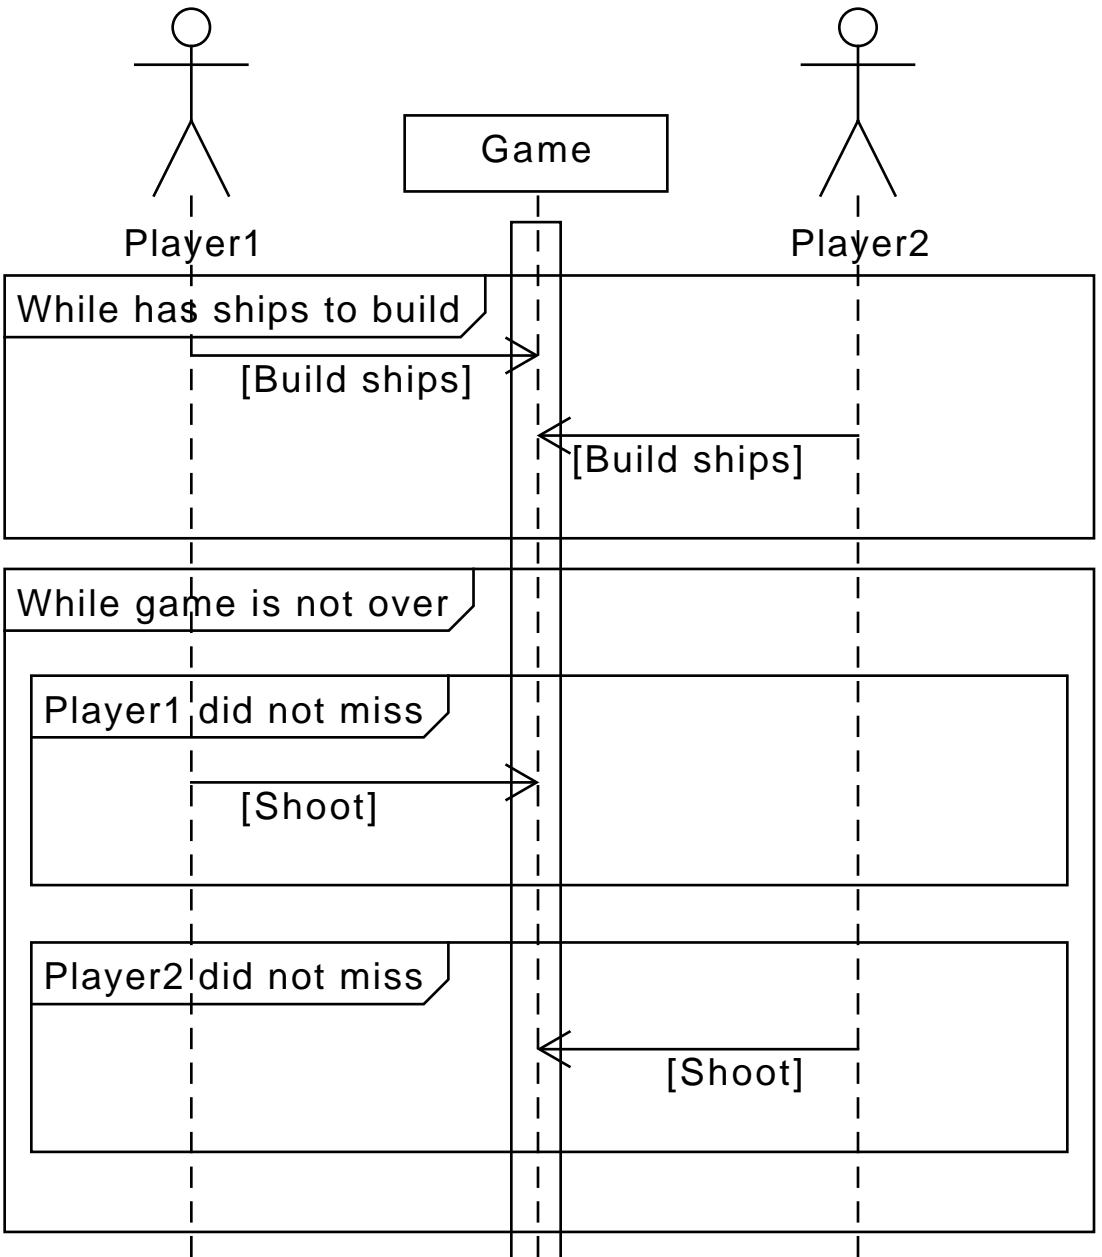 Game
Player1
Player2
While has ships to build
[Build ships]
[Build ships]
While game is not over
Player1 did not miss
[Shoot]
Player2 did not miss
[Shoot]